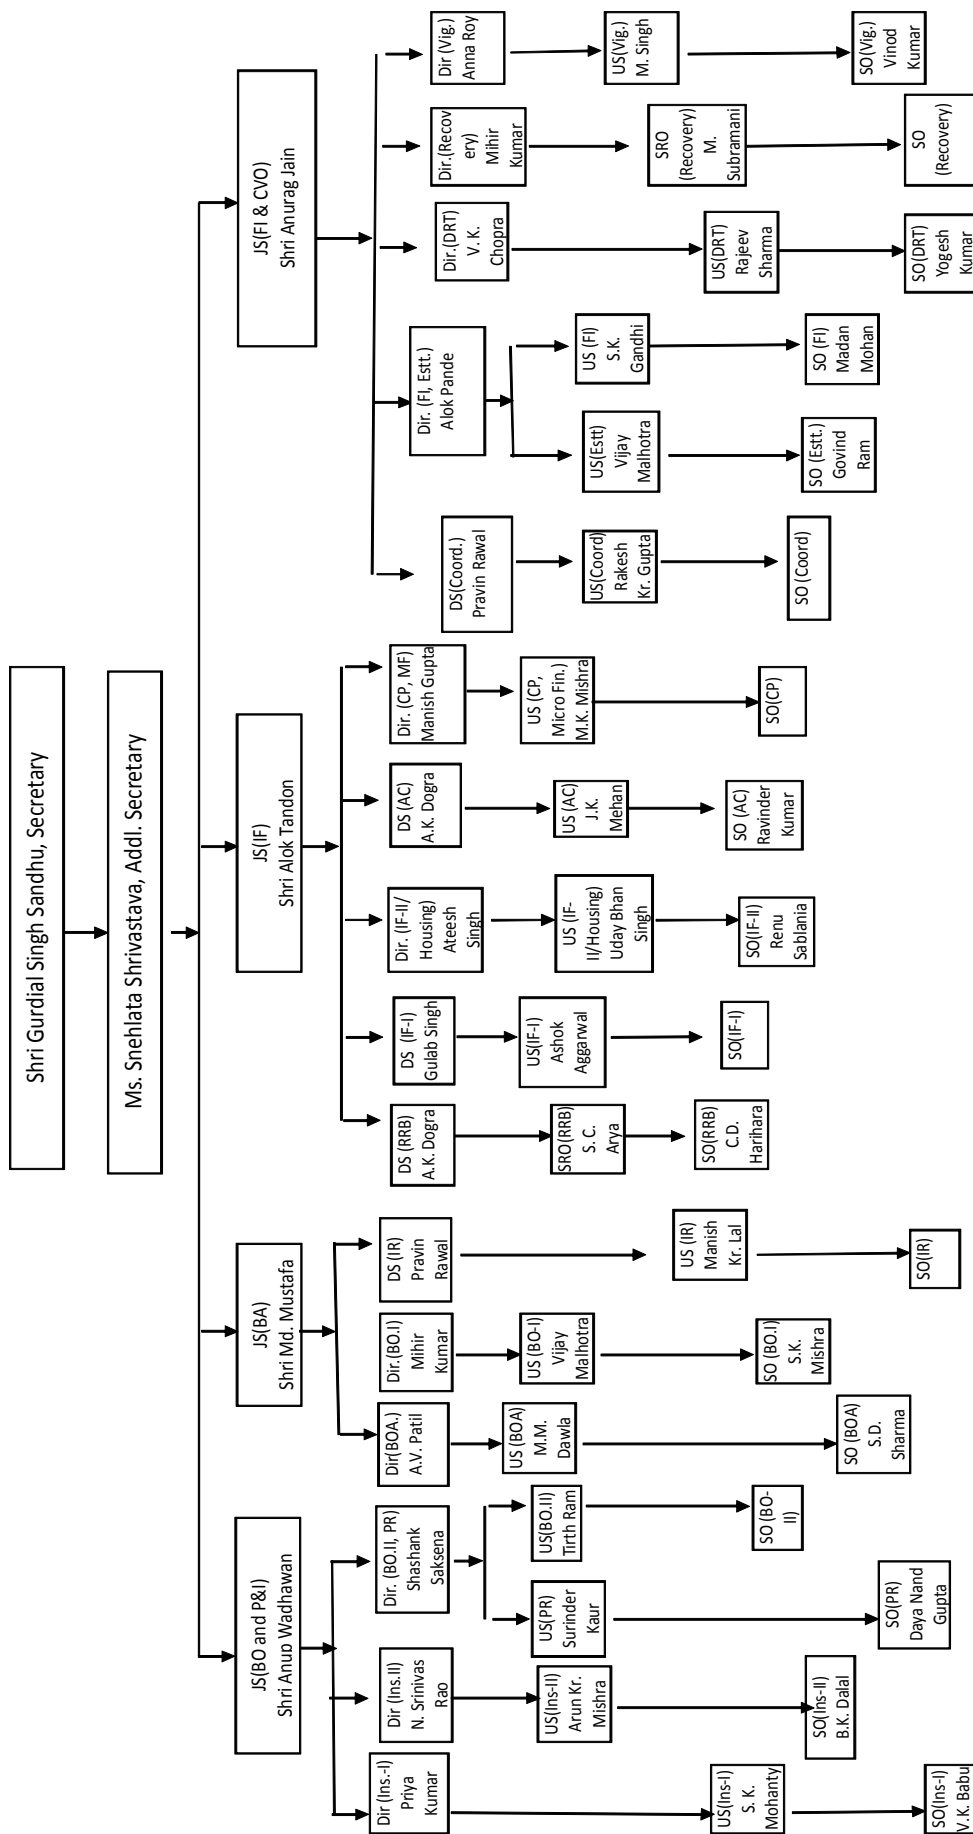 Shri Gurdial Singh Sandhu, Secretary
Ms. Snehlata Shrivastava, Addl. Secretary
JS(BO and P&I)
Shri Anup Wadhawan
JS(BA)
Shri Md. Mustafa
JS(IF)
Shri Alok Tandon
JS(FI & CVO)
Shri Anurag Jain
Dir (Ins.-I)
Priya
Kumar
Dir (Ins.II)
N. Srinivas
Rao
Dir. (BO.II, PR)
Shashank
Saksena
Dir(BOA.)
A.V. Patil
Dir.(BO.I)
Mihir
Kumar
DS (IR)
Pravin
Rawal
DS (RRB)
A.K. Dogra
DS (IF-I)
Gulab Singh
Dir. (IF-II/
Housing)
Ateesh
Singh
DS (AC)
A.K. Dogra
Dir. (CP, MF)
Manish Gupta
DS(Coord.)
Pravin Rawal
Dir. (FI, Estt.)
Alok Pande
Dir.(DRT)
V. K.
Chopra
Dir.(Recov
ery)
Mihir
Kumar
Dir (Vig.)
Anna Roy
US(Ins-I)
S. K.
Mohanty
US(Ins-II)
Arun Kr.
Mishra
US(PR)
Surinder
Kaur
US(BO.II)
Tirth Ram
US (BOA)
M.M.
Dawla
US (BO-I)
Vijay
Malhotra
US (IR)
Manish
Kr. Lal
SRO(RRB)
S. C.
Arya
US(IF-I)
Ashok
Aggarwal
US (IF-
II/Housing)
Uday Bhan
Singh
US (AC)
J.K.
Mehan
US (CP,
Micro Fin.)
M.K. Mishra
US(Coord)
Rakesh
Kr. Gupta
US(Estt)
Vijay
Malhotra
US (FI)
S.K.
Gandhi
US(DRT)
Rajeev
Sharma
SRO
(Recovery)
M.
Subramani
US(Vig.)
M. Singh
SO(Ins-I)
V.K. Babu
SO(Ins-II)
B.K. Dalal
SO(PR)
Daya Nand
Gupta
SO (BO-
II)
SO (BOA)
S.D.
Sharma
SO (BO.I)
S.K.
Mishra
SO(IR)
SO(RRB)
C.D.
Harihara
SO(IF-I)
SO(IF-II)
Renu
Sablania
SO (AC)
Ravinder
Kumar
SO(CP)
SO (Coord)
SO (Estt.)
Govind
Ram
SO (FI)
Madan
Mohan
SO(DRT)
Yogesh
Kumar
SO
(Recovery)
SO(Vig.)
Vinod
Kumar